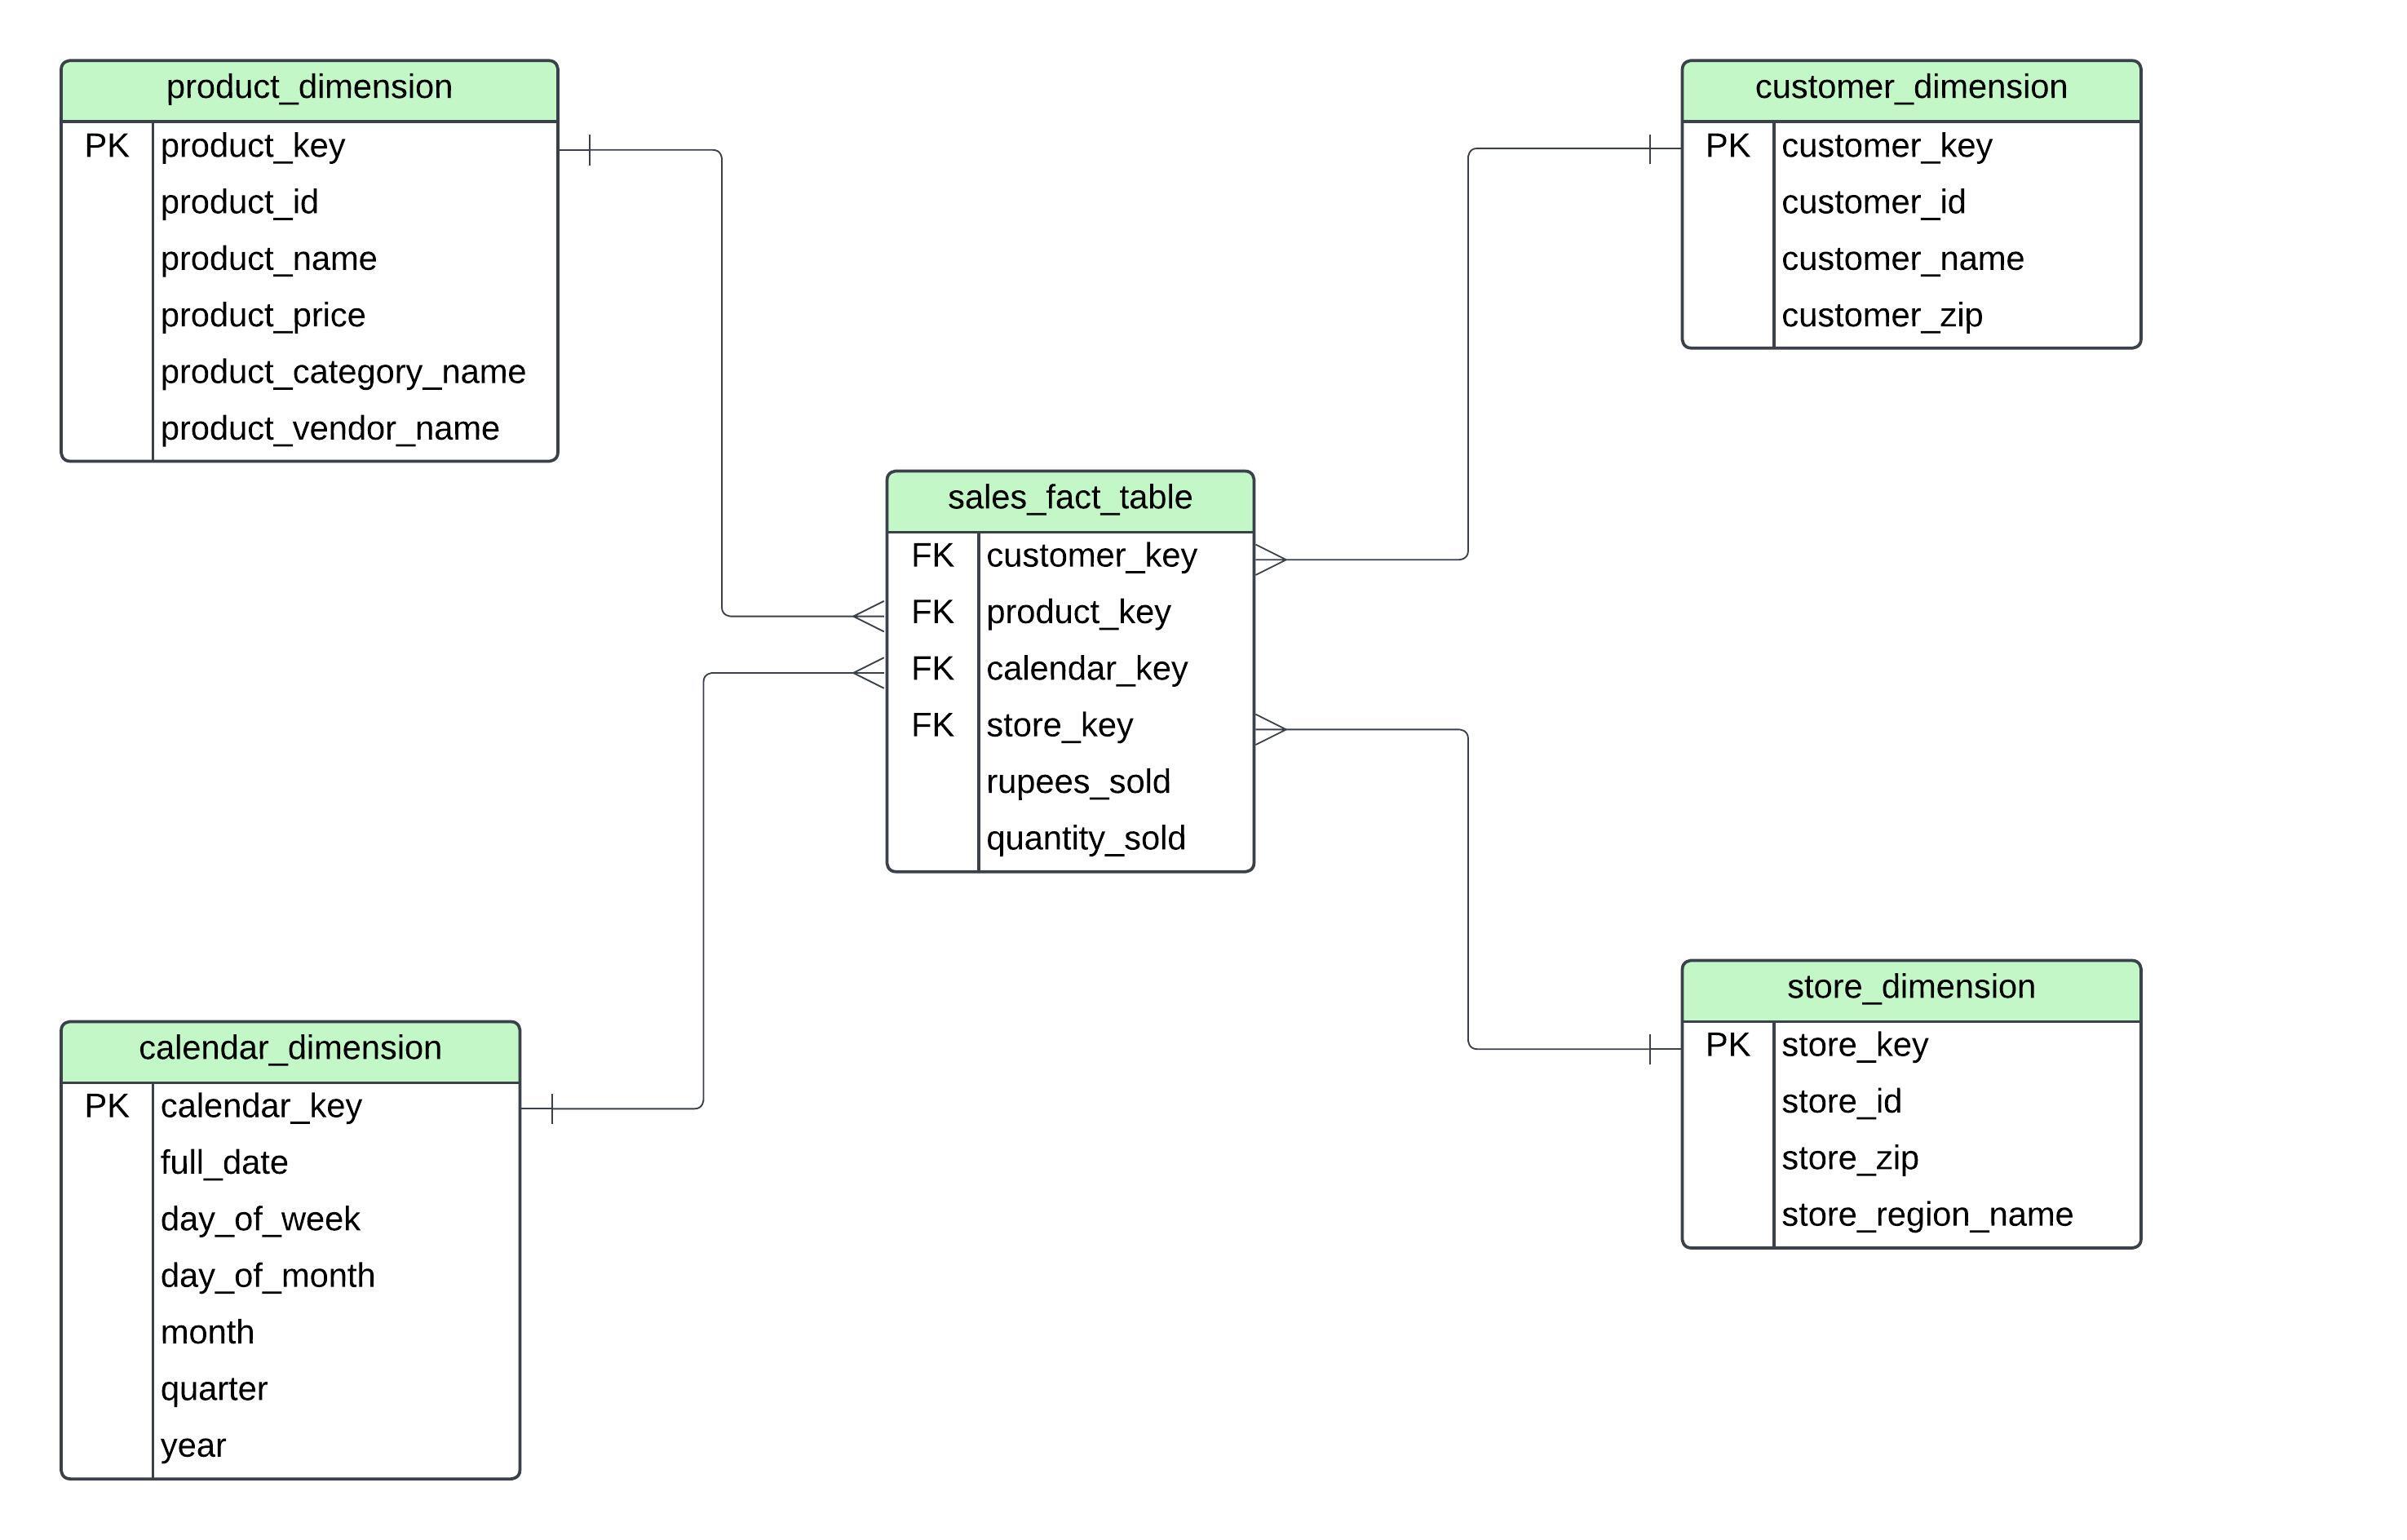 product_dimension
PK product_key
product_id
product_name
product_price
product_category_name
product_vendor_name
customer_dimension
PK customer_key
customer_id
customer_name
customer_zip
sales_fact_table
FK customer_key
FK product_key
FK calendar_key
FK store_key
rupees_sold
quantity_sold
calendar_dimension
PK calendar_key
full_date
day_of_week
day_of_month
month
quarter
year
store_dimension
PK store_key
store_id
store_zip
store_region_name